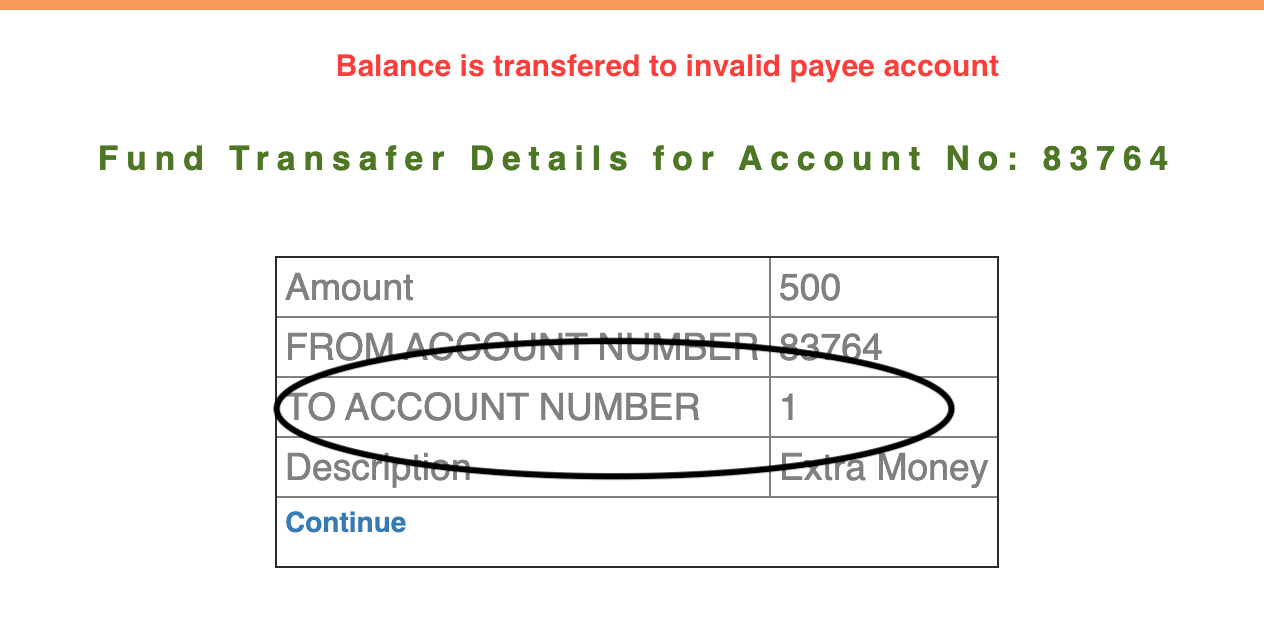 Balance is transfered to invalid payee account
Fund Transafer Details for Account No: 83764
Amount 500
FROM ACCOUNT NUMBER 83764
TO ACCOUNT NUMBER 1
Description Extra Money
Continue